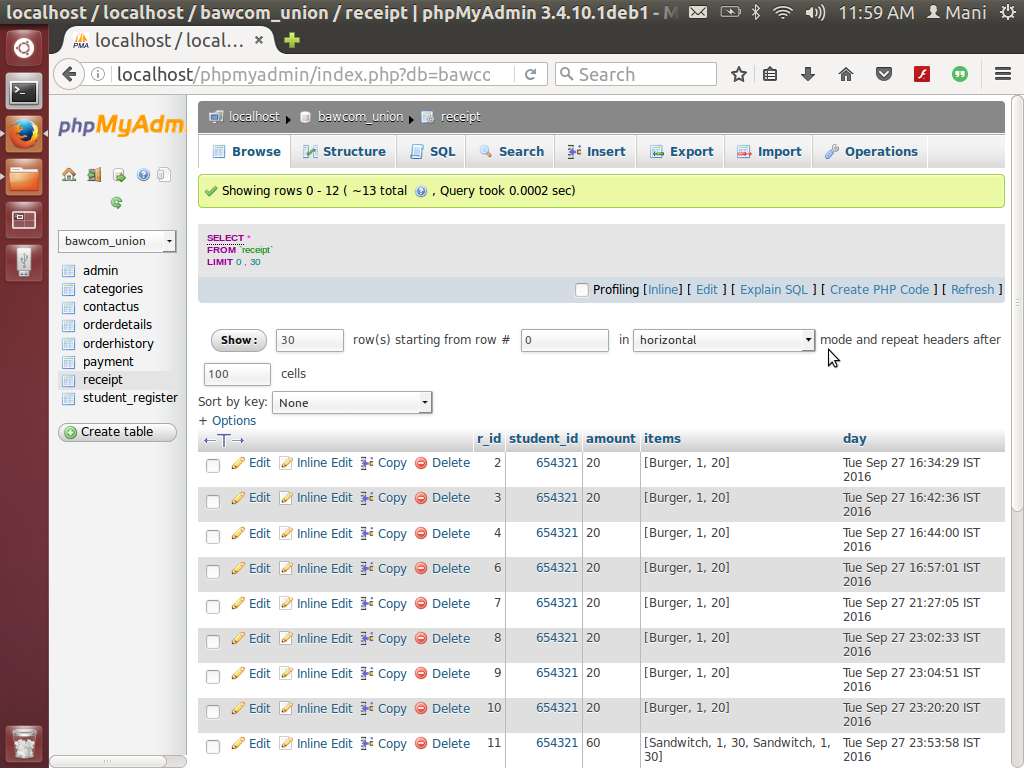 localhost / localhost / bawcom_union / receipt | phpMyAdmin 3.4.10.1deb1 - M 11:59 AM Mani
PMA localhost / local... ×
localhost/phpmyadmin/index.php?db=bawco Search
phpMyAdm
localhost ▸ bawcom_union ▸ receipt
Browse Structure SQL Search Insert Export Import Operations
Showing rows 0 - 12 ( ~13 total , Query took 0.0002 sec)
bawcom_union
admin
categories
contactus
orderdetails
orderhistory
payment
receipt
student_register
Create table
SELECT *
FROM `receipt`
LIMIT 0 , 30
Profiling [Inline] [ Edit ] [ Explain SQL ] [ Create PHP Code ] [ Refresh ]
Show : 30 row(s) starting from row # 0 in horizontal mode and repeat headers after
100 cells
Sort by key: None
+ Options
←T→ r_id student_id amount items day
Edit Inline Edit Copy Delete 2 654321 20 [Burger, 1, 20] Tue Sep 27 16:34:29 IST
2016
Edit Inline Edit Copy Delete 3 654321 20 [Burger, 1, 20] Tue Sep 27 16:42:36 IST
2016
Edit Inline Edit Copy Delete 4 654321 20 [Burger, 1, 20] Tue Sep 27 16:44:00 IST
2016
Edit Inline Edit Copy Delete 6 654321 20 [Burger, 1, 20] Tue Sep 27 16:57:01 IST
2016
Edit Inline Edit Copy Delete 7 654321 20 [Burger, 1, 20] Tue Sep 27 21:27:05 IST
2016
Edit Inline Edit Copy Delete 8 654321 20 [Burger, 1, 20] Tue Sep 27 23:02:33 IST
2016
Edit Inline Edit Copy Delete 9 654321 20 [Burger, 1, 20] Tue Sep 27 23:04:51 IST
2016
Edit Inline Edit Copy Delete 10 654321 20 [Burger, 1, 20] Tue Sep 27 23:20:20 IST
2016
Edit Inline Edit Copy Delete 11 654321 60 [Sandwitch, 1, 30, Sandwitch, 1, Tue Sep 27 23:53:58 IST
30] 2016